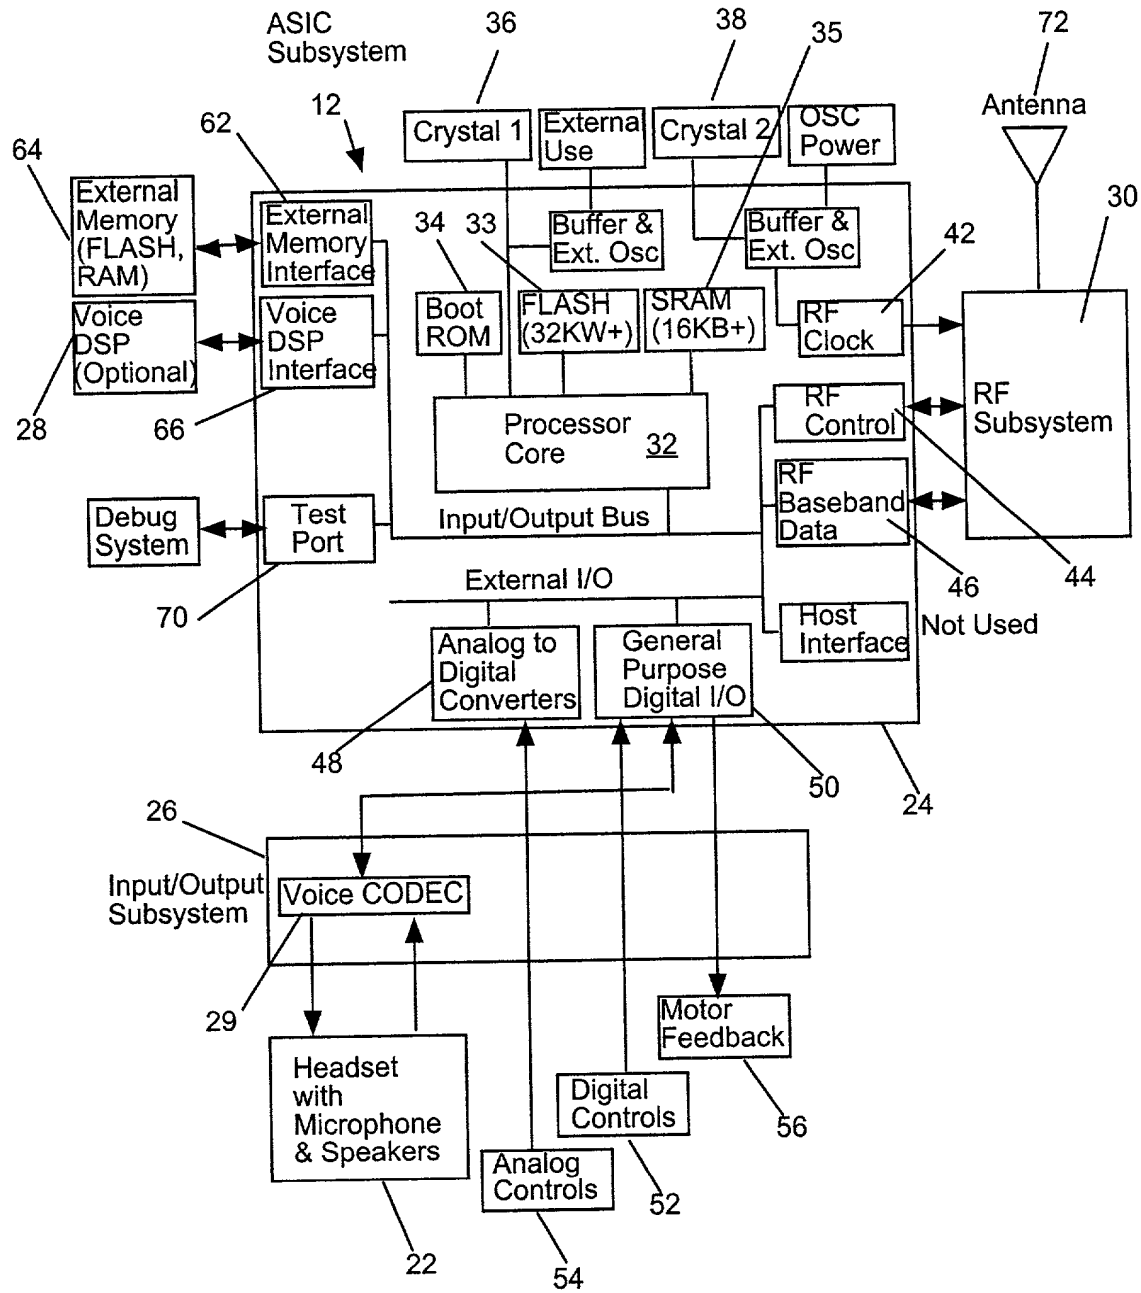 ASIC
Subsystem
36
38
35
72
12
62
64
Crystal 1
External
Use
Crystal 2
OSC
Power
Antenna
External
Memory
(FLASH,
RAM)
External
Memory
Interface
34
33
Buffer &
Ext. Osc
Buffer &
Ext. Osc
42
30
Voice
DSP
(Optional)
Voice
DSP
Interface
Boot
ROM
FLASH
(32KW+)
SRAM
(16KB+)
RF
Clock
28
66
Processor
Core
32
RF
Control
RF
Subsystem
Debug
System
Test
Port
Input/Output Bus
RF
Baseband
Data
70
External I/O
46
44
Analog to
Digital
Converters
General
Purpose
Digital I/O
Host
Interface
Not Used
48
50
24
26
Input/Output
Subsystem
Voice CODEC
29
Motor
Feedback
Headset
with
Microphone
& Speakers
Digital
Controls
56
Analog
Controls
52
22
54